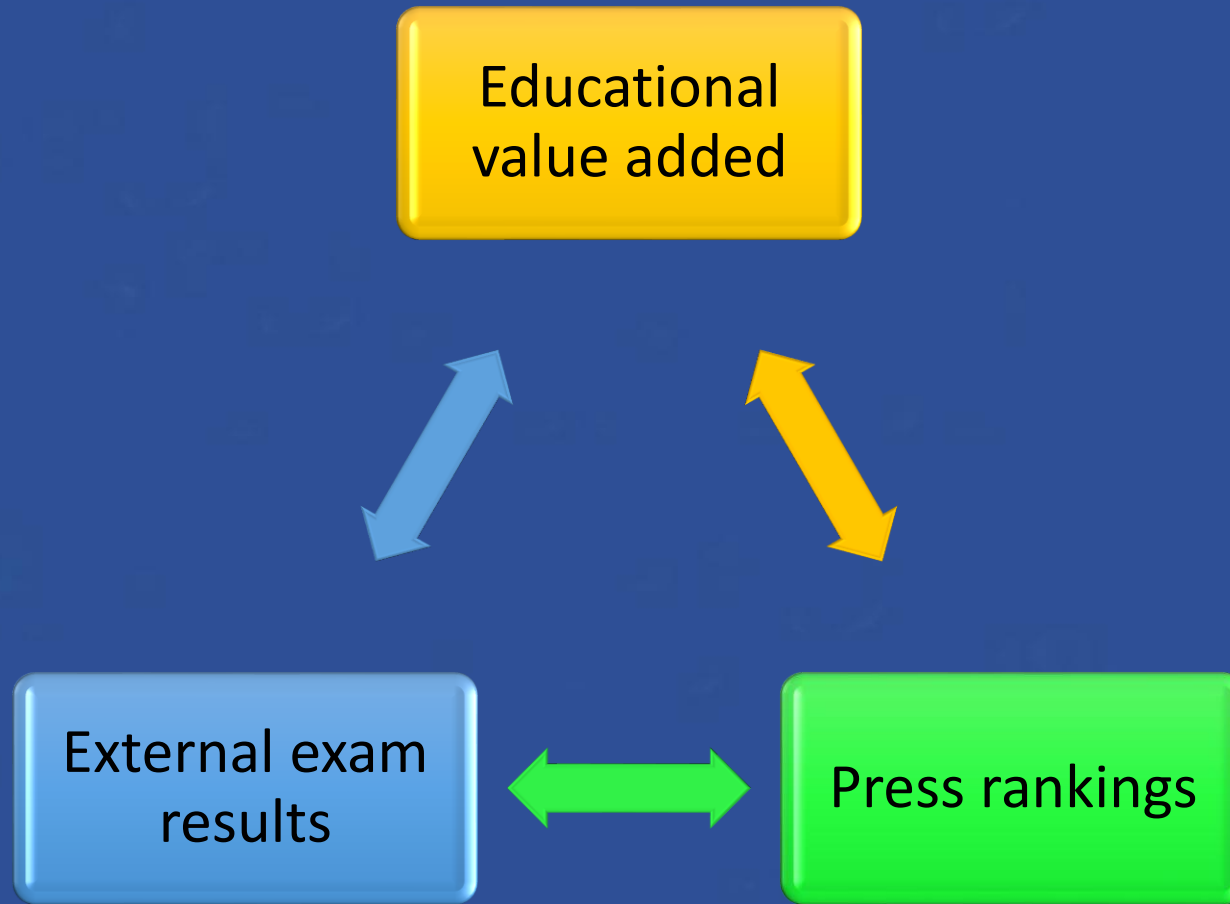 Educational
value added
External exam
results
Press rankings